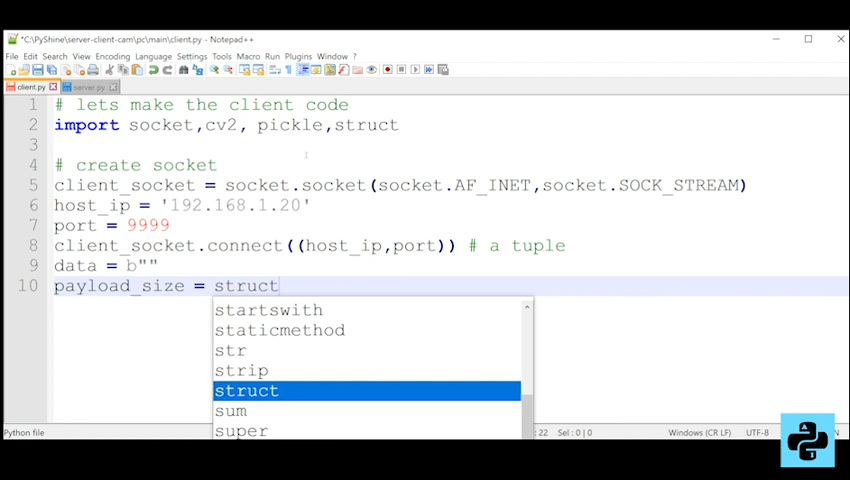 *C:\PyShine\server-client-cam\pc\main\client.py - Notepad++
File Edit Search View Encoding Language Settings Tools Macro Run Plugins Window ?
client.py server.py
1 # lets make the client code
2 import socket,cv2, pickle,struct
3
4 # create socket
5 client_socket = socket.socket(socket.AF_INET,socket.SOCK_STREAM)
6 host_ip = '192.168.1.20'
7 port = 9999
8 client_socket.connect((host_ip,port)) # a tuple
9 data = b""
10 payload_size = struct
startswith
staticmethod
str
strip
struct
sum
super
Python file : 22 Sel : 0 | 0 Windows (CR LF) UTF-8